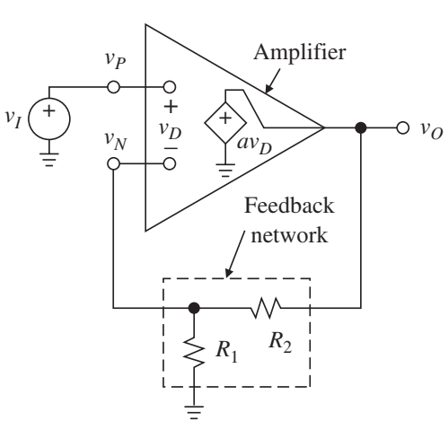 Amplifier
v_P
+
v_I
+
v_N
v_D
−
+
av_D
v_O
Feedback
network
R_1
R_2